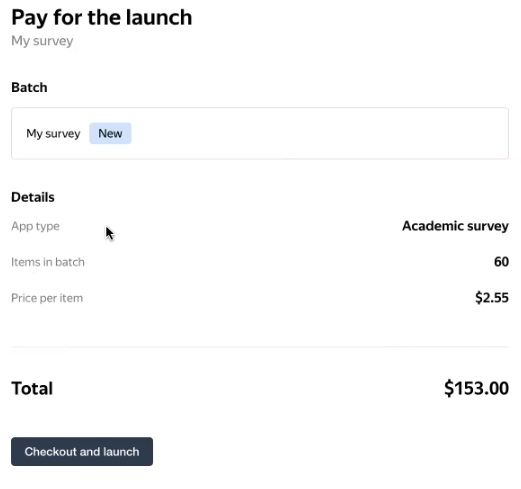 Pay for the launch
My survey
Batch
My survey New
Details
App type Academic survey
Items in batch 60
Price per item $2.55
Total $153.00
Checkout and launch